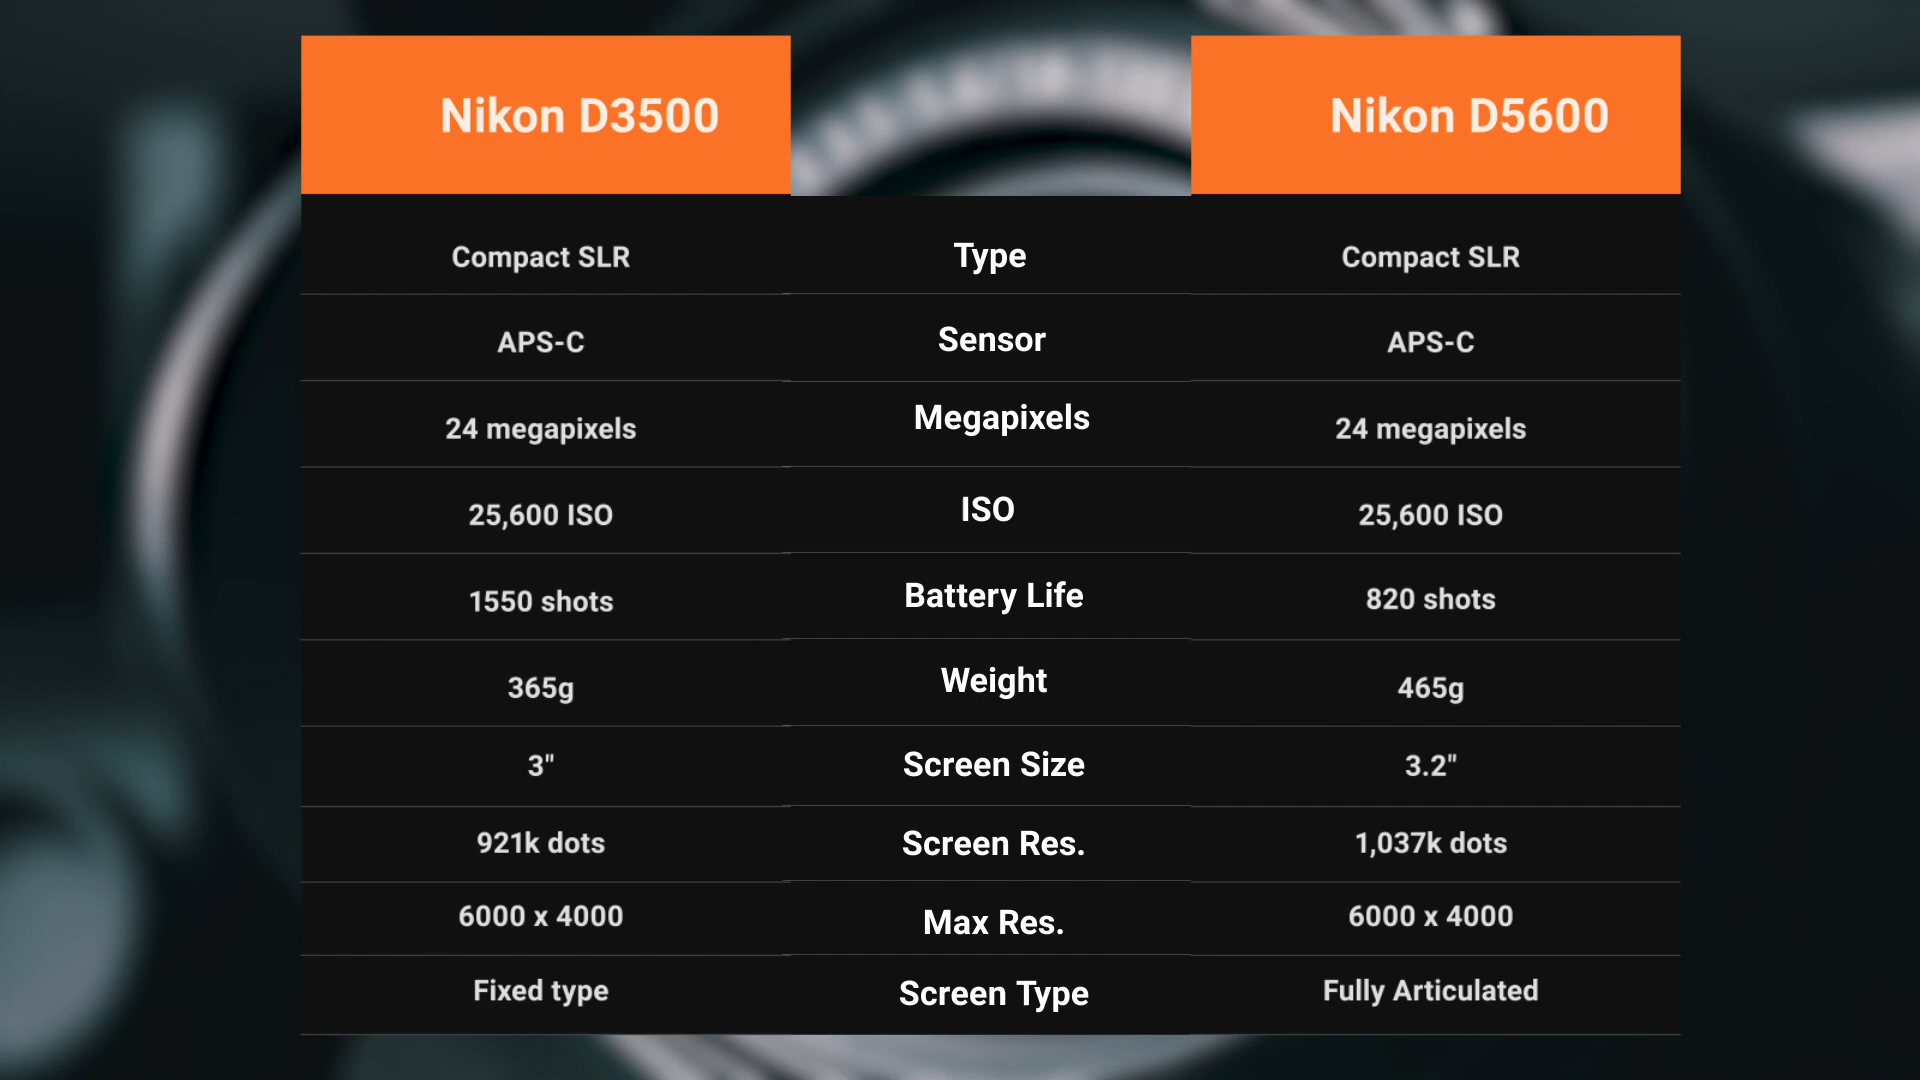 Nikon D3500
Nikon D5600
Compact SLR
Type
Compact SLR
APS-C
Sensor
APS-C
24 megapixels
Megapixels
24 megapixels
25,600 ISO
ISO
25,600 ISO
1550 shots
Battery Life
820 shots
365g
Weight
465g
3"
Screen Size
3.2"
921k dots
Screen Res.
1,037k dots
6000 x 4000
Max Res.
6000 x 4000
Fixed type
Screen Type
Fully Articulated